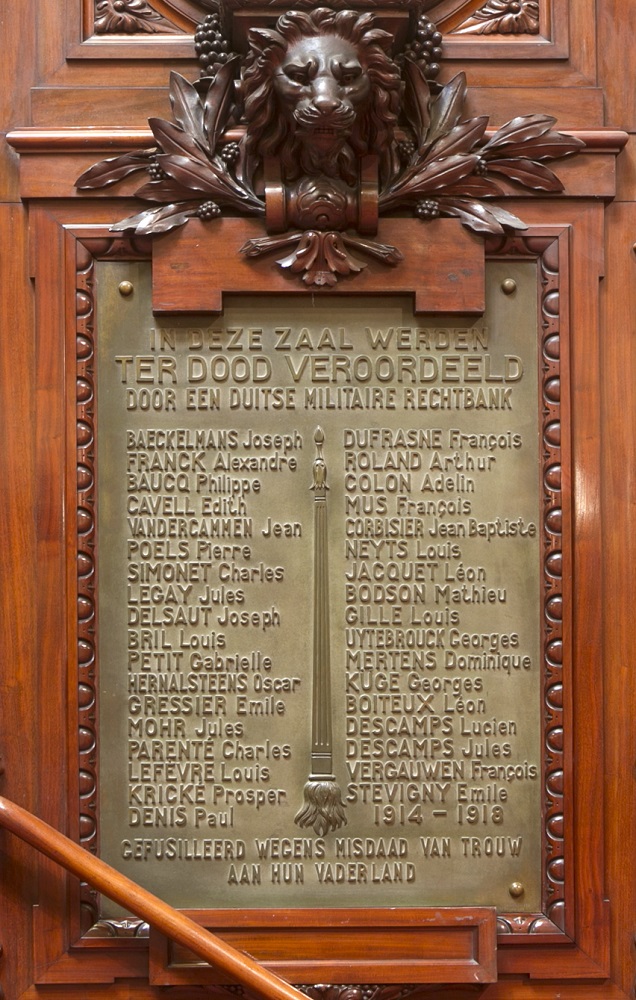 IN DEZE ZAAL WERDEN
TER DOOD VEROORDEELD
DOOR EEN DUITSE MILITAIRE RECHTBANK
BAECKELMANS Joseph
FRANCK Alexandre
BAUCQ Philippe
CAVELL Edith
VANDERCAMMEN Jean
POELS Pierre
SIMONET Charles
LEGAY Jules
DELSAUT Joseph
BRIL Louis
PETIT Gabrielle
HERNALSTEENS Oscar
GRESSIER Emile
MOHR Jules
PARENTÉ Charles
LEFÈVRE Louis
KRICKÉ Prosper
DENIS Paul
DUFRASNE François
ROLAND Arthur
COLON Adelin
MUS François
CORBISIER Jean Baptiste
NEYTS Louis
JACQUET Léon
BODSON Mathieu
GILLE Louis
UYTEBROUCK Georges
MERTENS Dominique
KUGÉ Georges
BOITEUX Léon
DESCAMPS Lucien
DESCAMPS Jules
VERGAUWEN François
STEVIGNY Emile
1914 - 1918
GEFUSILLEERD WEGENS MISDAAD VAN TROUW
AAN HUN VADERLAND